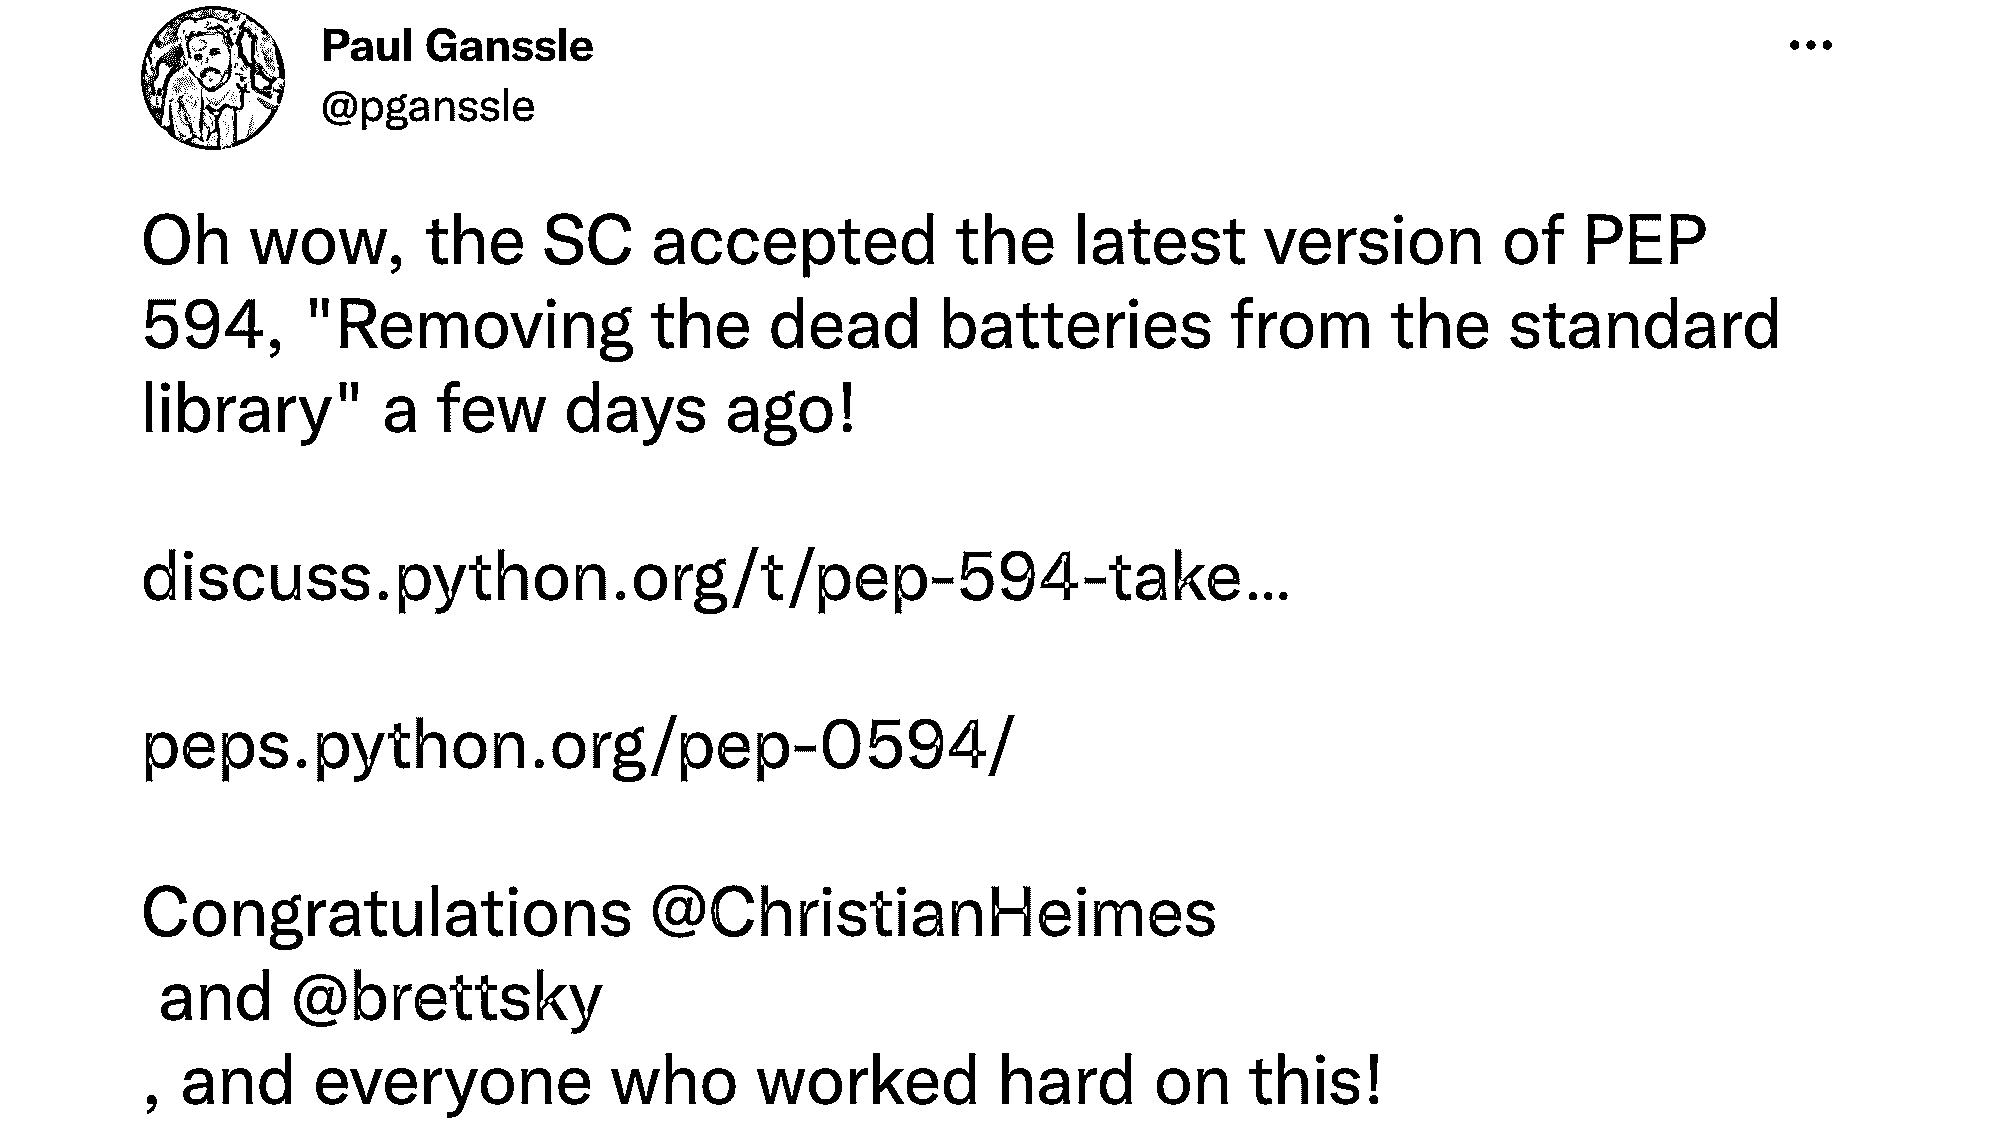 Paul Ganssle
@pganssle
Oh wow, the SC accepted the latest version of PEP
594, "Removing the dead batteries from the standard
library" a few days ago!
discuss.python.org/t/pep-594-take…
peps.python.org/pep-0594/
Congratulations @ChristianHeimes
and @brettsky
, and everyone who worked hard on this!